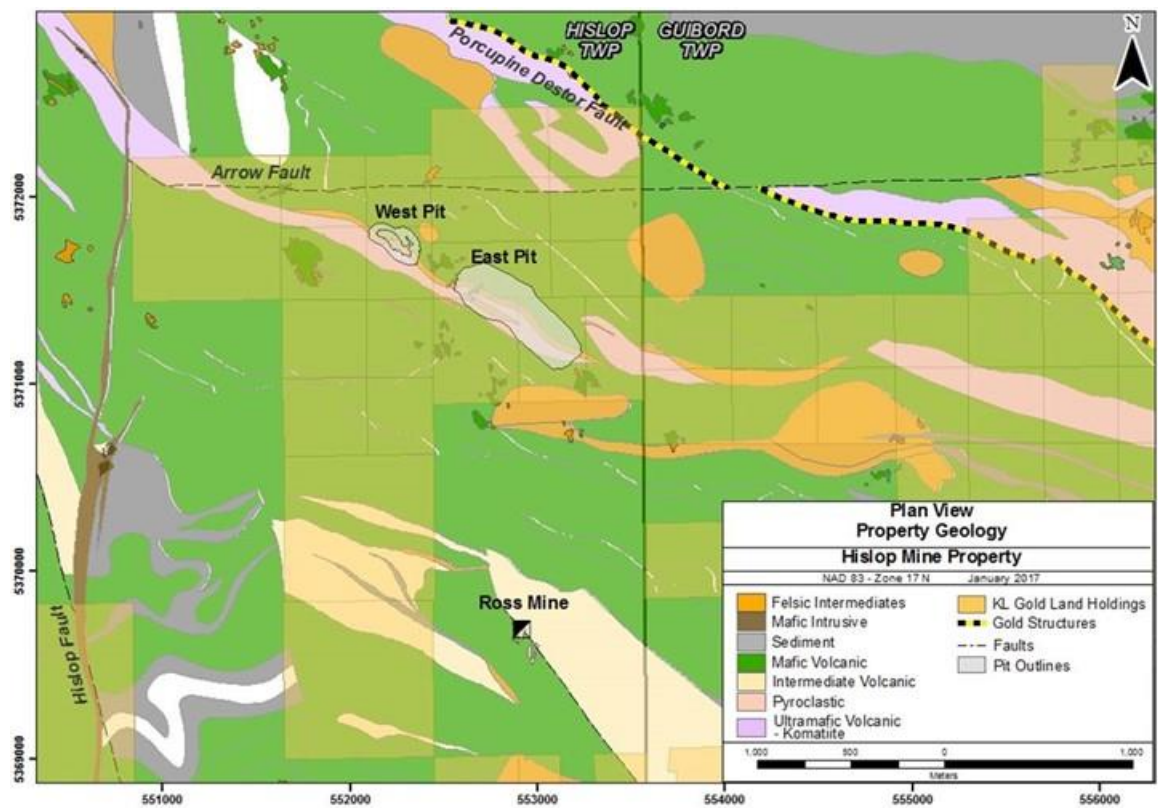 HISLOP
TWP
GUIBORD
TWP
N
Porcupine Destor Fault
Arrow Fault
5372000
West Pit
East Pit
5371000
5370000
Ross Mine
Hislop Fault
5369000
Plan View
Property Geology
Hislop Mine Property
NAD 83 - Zone 17 N January 2017
Felsic Intermediates
Mafic Intrusive
Sediment
Mafic Volcanic
Intermediate Volcanic
Pyroclastic
Ultramafic Volcanic
- Komatiite
KL Gold Land Holdings
Gold Structures
Faults
Pit Outlines
1,000 500 0 1,000
Meters
551000 552000 553000 554000 555000 556000